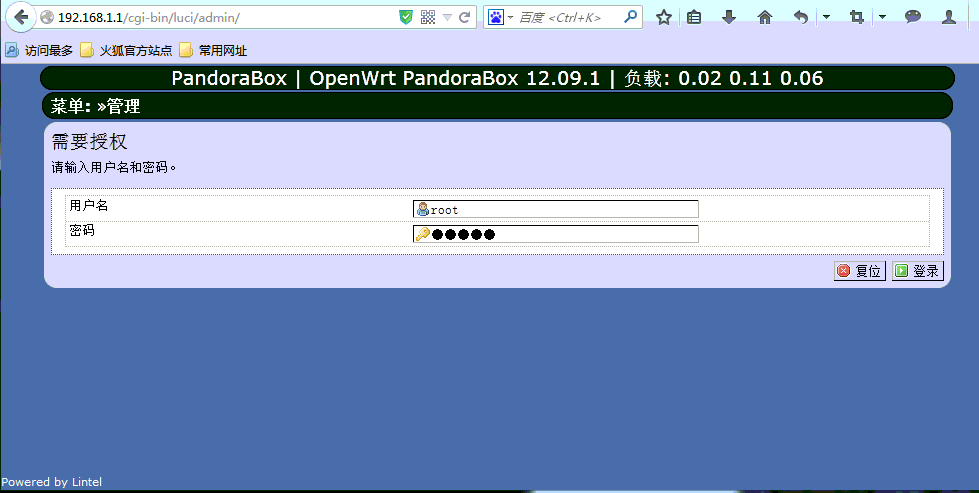 192.168.1.1/cgi-bin/luci/admin/
百度 <Ctrl+K>
访问最多 火狐官方站点 常用网址
PandoraBox | OpenWrt PandoraBox 12.09.1 | 负载: 0.02 0.11 0.06
菜单: »管理
需要授权
请输入用户名和密码。
用户名 root
密码 ●●●●●
复位 登录
Powered by Lintel